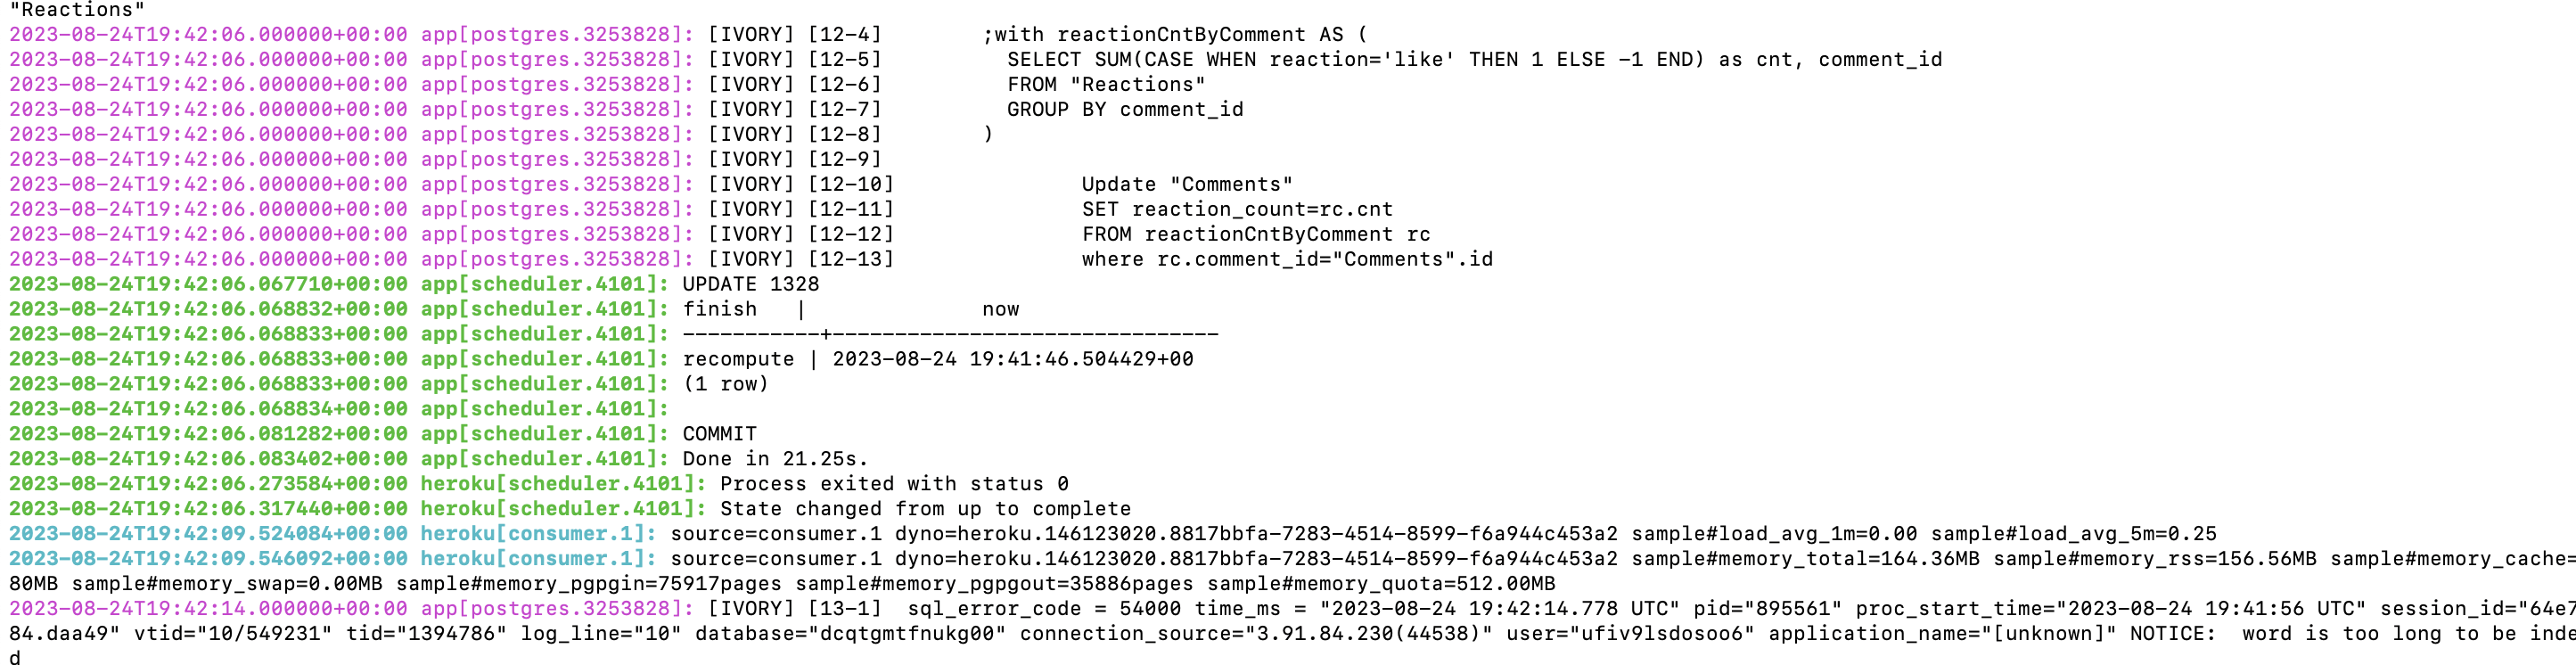 "Reactions"
2023-08-24T19:42:06.000000+00:00 app[postgres.3253828]: [IVORY] [12-4] ;with reactionCntByComment AS (
2023-08-24T19:42:06.000000+00:00 app[postgres.3253828]: [IVORY] [12-5] SELECT SUM(CASE WHEN reaction='like' THEN 1 ELSE -1 END) as cnt, comment_id
2023-08-24T19:42:06.000000+00:00 app[postgres.3253828]: [IVORY] [12-6] FROM "Reactions"
2023-08-24T19:42:06.000000+00:00 app[postgres.3253828]: [IVORY] [12-7] GROUP BY comment_id
2023-08-24T19:42:06.000000+00:00 app[postgres.3253828]: [IVORY] [12-8] )
2023-08-24T19:42:06.000000+00:00 app[postgres.3253828]: [IVORY] [12-9]
2023-08-24T19:42:06.000000+00:00 app[postgres.3253828]: [IVORY] [12-10] Update "Comments"
2023-08-24T19:42:06.000000+00:00 app[postgres.3253828]: [IVORY] [12-11] SET reaction_count=rc.cnt
2023-08-24T19:42:06.000000+00:00 app[postgres.3253828]: [IVORY] [12-12] FROM reactionCntByComment rc
2023-08-24T19:42:06.000000+00:00 app[postgres.3253828]: [IVORY] [12-13] where rc.comment_id="Comments".id
2023-08-24T19:42:06.067710+00:00 app[scheduler.4101]: UPDATE 1328
2023-08-24T19:42:06.068832+00:00 app[scheduler.4101]: finish | now
2023-08-24T19:42:06.068833+00:00 app[scheduler.4101]: -----------+-------------------------------
2023-08-24T19:42:06.068833+00:00 app[scheduler.4101]: recompute | 2023-08-24 19:41:46.504429+00
2023-08-24T19:42:06.068833+00:00 app[scheduler.4101]: (1 row)
2023-08-24T19:42:06.068834+00:00 app[scheduler.4101]:
2023-08-24T19:42:06.081282+00:00 app[scheduler.4101]: COMMIT
2023-08-24T19:42:06.083402+00:00 app[scheduler.4101]: Done in 21.25s.
2023-08-24T19:42:06.273584+00:00 heroku[scheduler.4101]: Process exited with status 0
2023-08-24T19:42:06.317440+00:00 heroku[scheduler.4101]: State changed from up to complete
2023-08-24T19:42:09.524084+00:00 heroku[consumer.1]: source=consumer.1 dyno=heroku.146123020.8817bbfa-7283-4514-8599-f6a944c453a2 sample#load_avg_1m=0.00 sample#load_avg_5m=0.25
2023-08-24T19:42:09.546092+00:00 heroku[consumer.1]: source=consumer.1 dyno=heroku.146123020.8817bbfa-7283-4514-8599-f6a944c453a2 sample#memory_total=164.36MB sample#memory_rss=156.56MB sample#memory_cache=
80MB sample#memory_swap=0.00MB sample#memory_pgpgin=75917pages sample#memory_pgpgout=35886pages sample#memory_quota=512.00MB
2023-08-24T19:42:14.000000+00:00 app[postgres.3253828]: [IVORY] [13-1] sql_error_code = 54000 time_ms = "2023-08-24 19:42:14.778 UTC" pid="895561" proc_start_time="2023-08-24 19:41:56 UTC" session_id="64e7
84.daa49" vtid="10/549231" tid="1394786" log_line="10" database="dcqtgmtfnukg00" connection_source="3.91.84.230(44538)" user="ufiv9lsdosoo6" application_name="[unknown]" NOTICE: word is too long to be inde
d